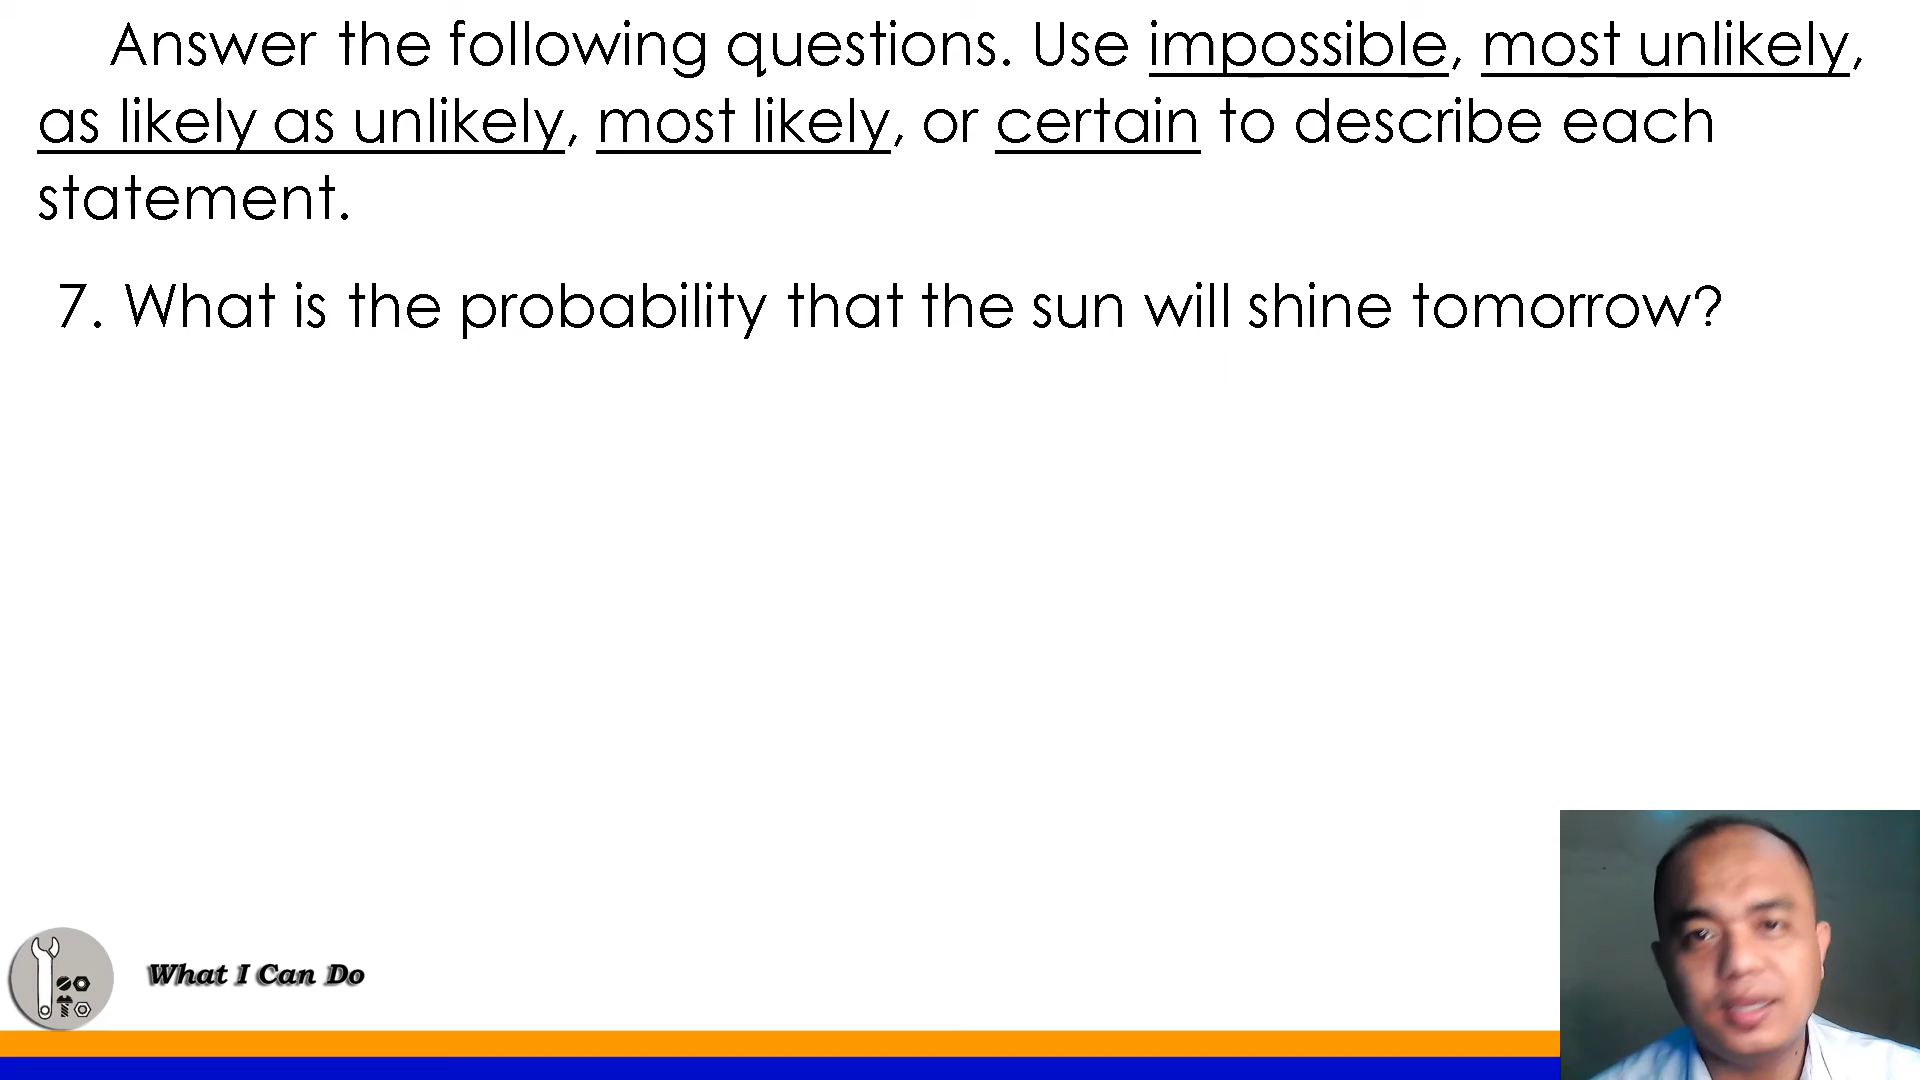 Answer the following questions. Use impossible, most unlikely,
as likely as unlikely, most likely, or certain to describe each
statement.
7. What is the probability that the sun will shine tomorrow?
What I Can Do